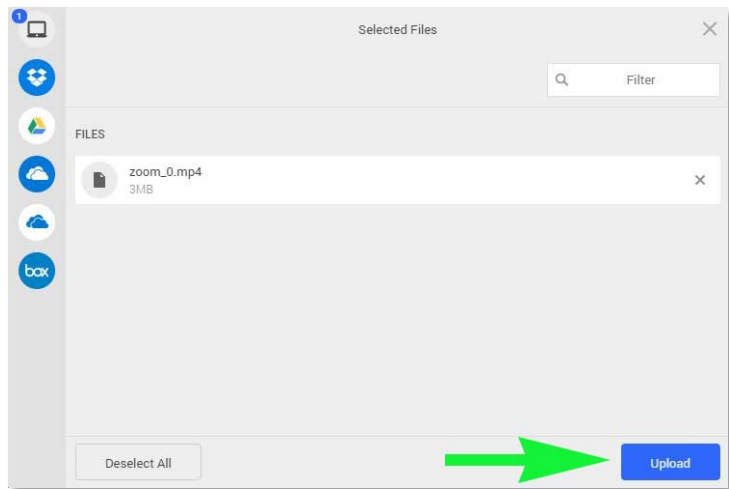 1
Selected Files
Filter
FILES
zoom_0.mp4
3MB
box
Deselect All
Upload